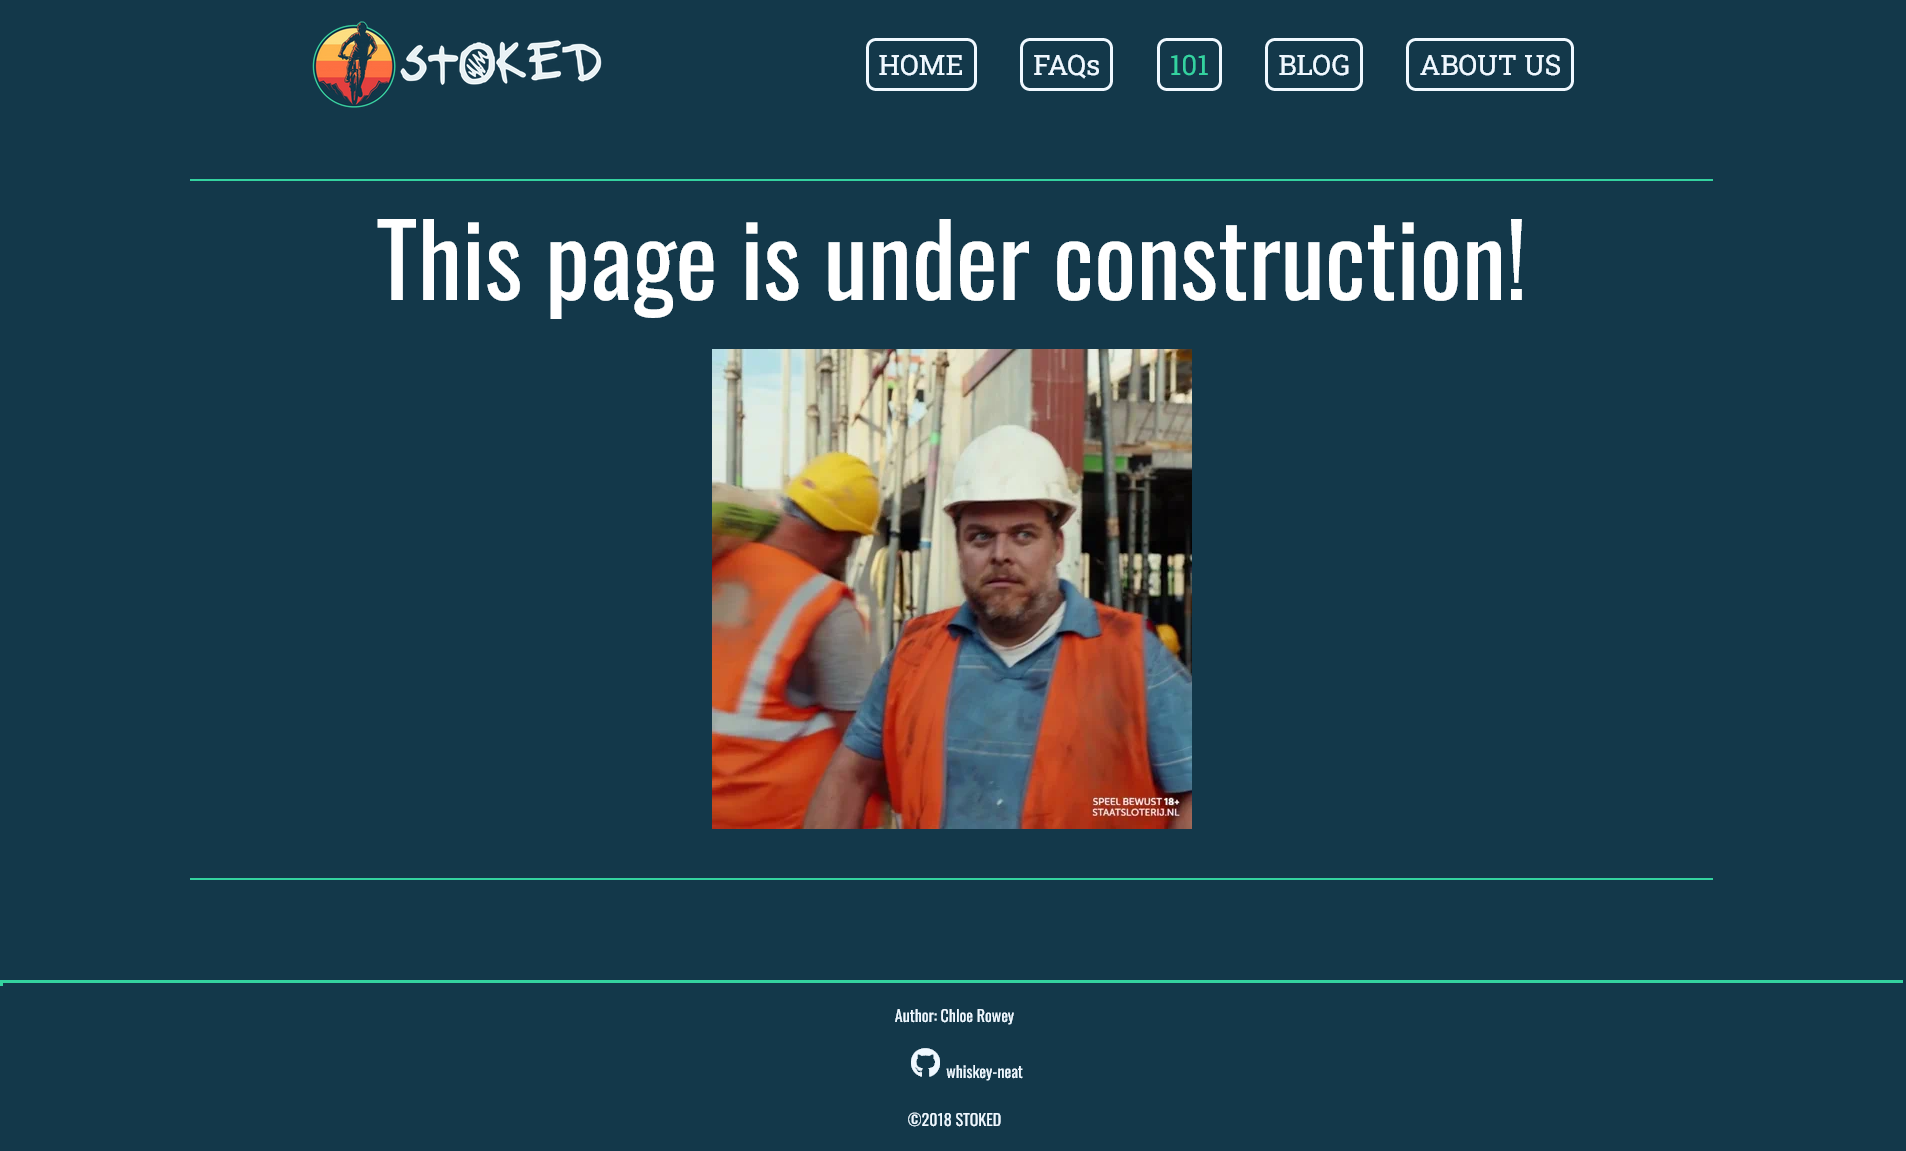 STOKED
HOME
FAQs
101
BLOG
ABOUT US
This page is under construction!
SPEEL BEWUST 18+
STAATSLOTERIJ.NL
Author: Chloe Rowey
whiskey-neat
©2018 STOKED